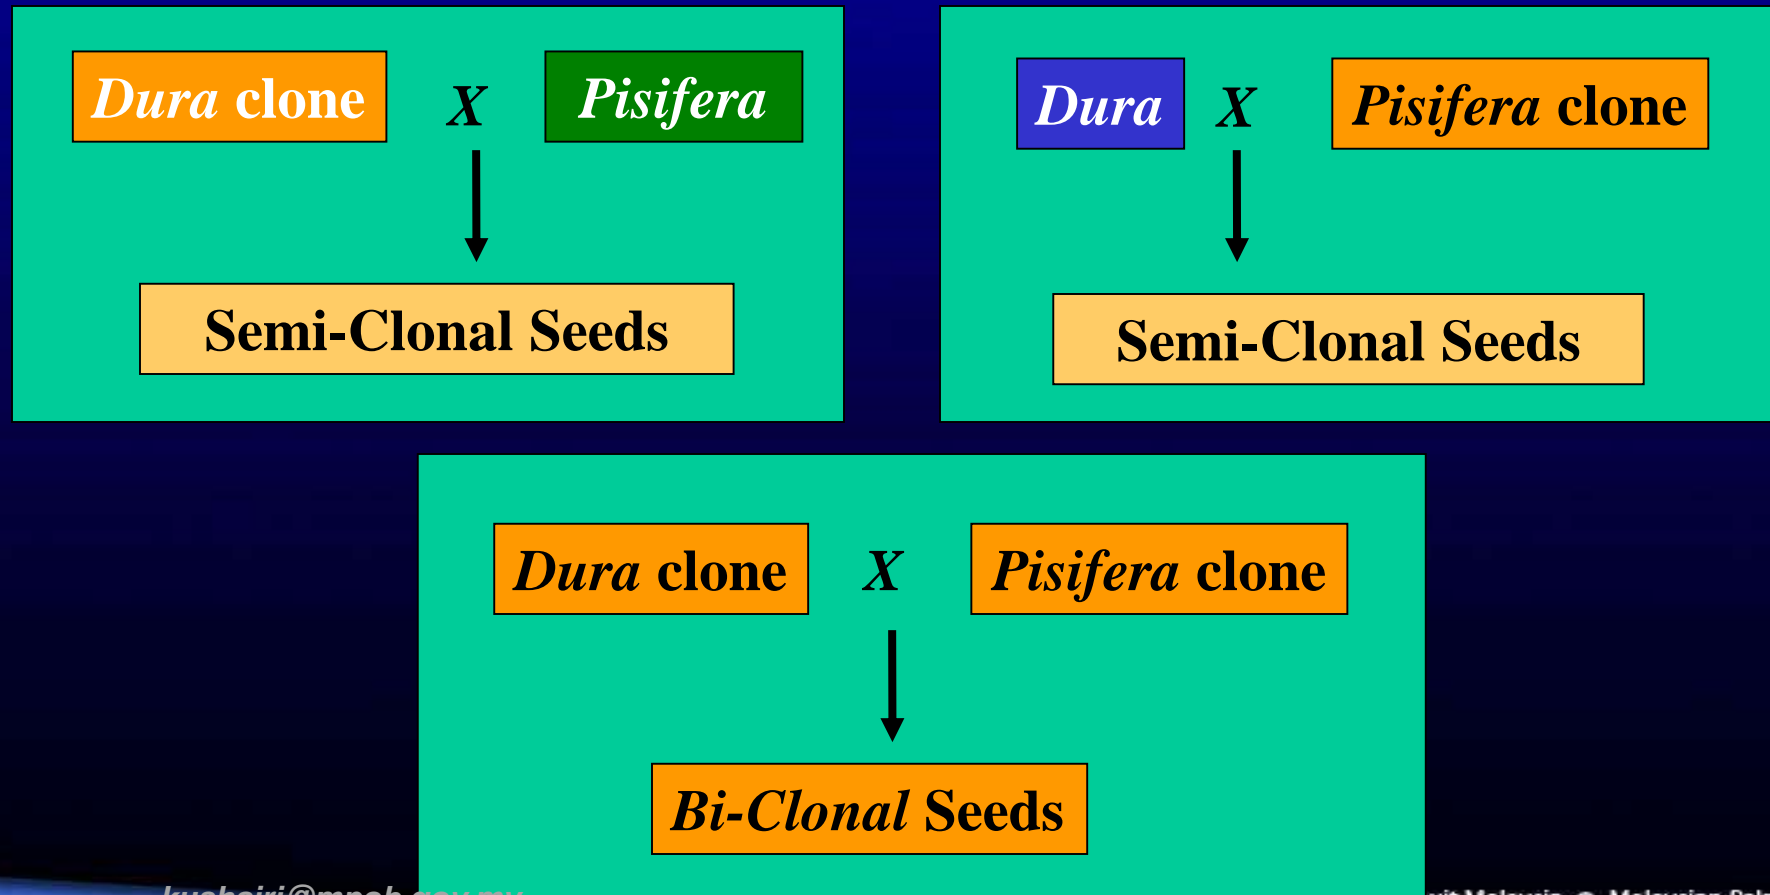 Dura clone X Pisifera
Semi-Clonal Seeds
Dura X Pisifera clone
Semi-Clonal Seeds
Dura clone X Pisifera clone
Bi-Clonal Seeds